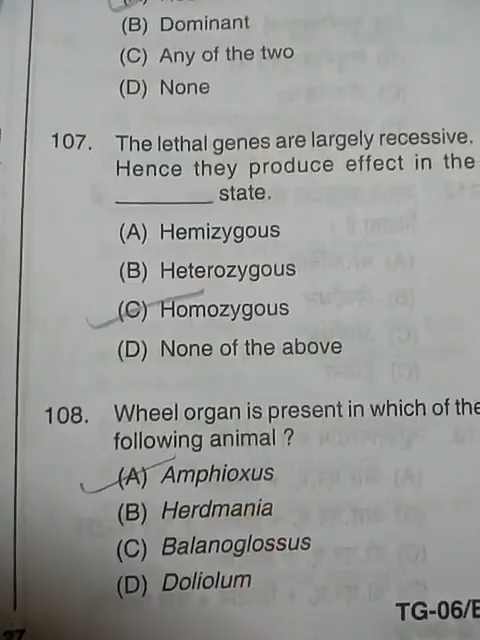 (B) Dominant
(C) Any of the two
(D) None
107. The lethal genes are largely recessive.
Hence they produce effect in the
________ state.
(A) Hemizygous
(B) Heterozygous
(C) Homozygous
(D) None of the above
108. Wheel organ is present in which of the
following animal ?
(A) Amphioxus
(B) Herdmania
(C) Balanoglossus
(D) Doliolum
TG-06/B
27